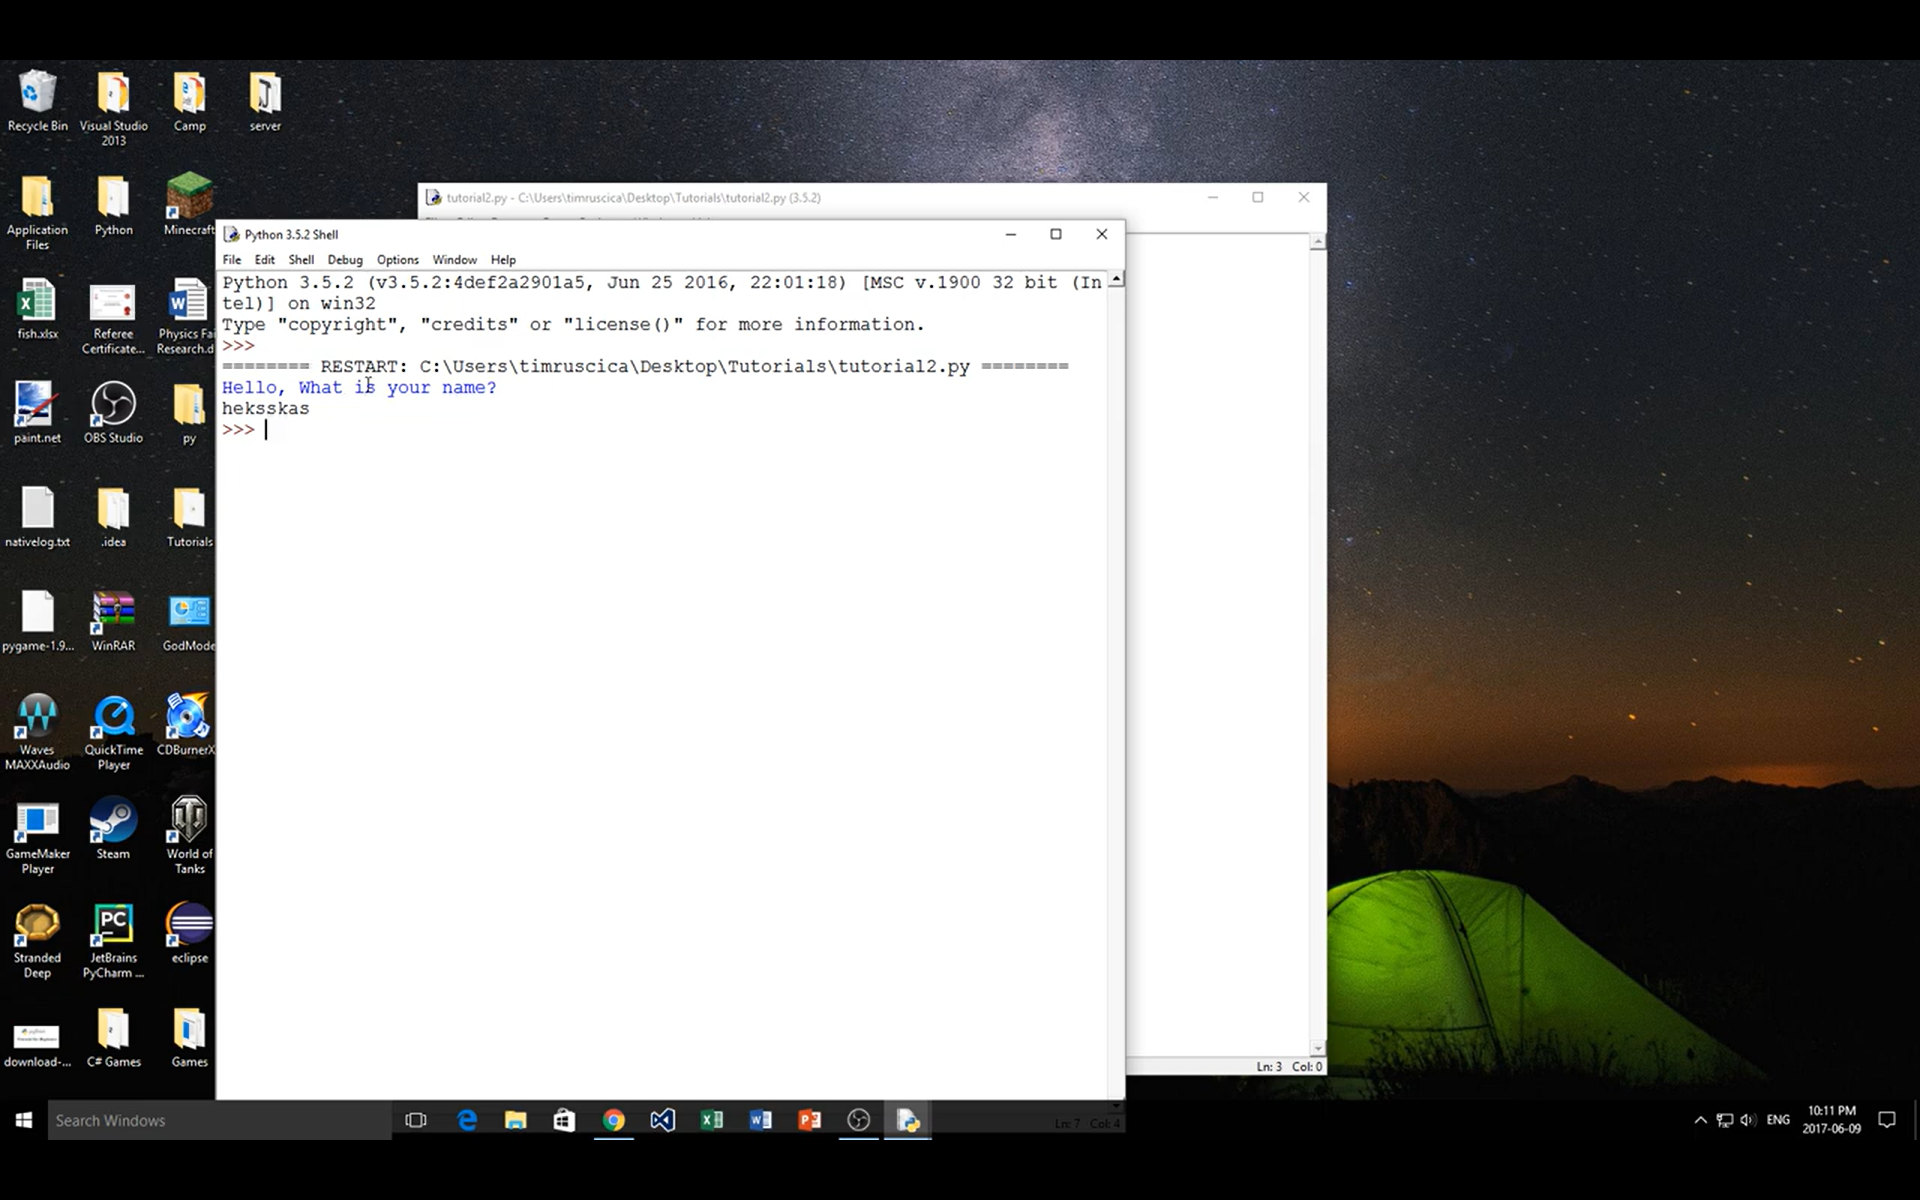 Recycle Bin
Visual Studio
2013
Camp
server
Application
Files
Python
Minecraft
fish.xlsx
Referee
Certificate...
Physics Fai
Research.d
paint.net
OBS Studio
py
nativelog.txt
.idea
Tutorials
pygame-1.9...
WinRAR
GodMode
Waves
MAXXAudio
QuickTime
Player
CDBurnerX
GameMaker
Player
Steam
World of
Tanks
Stranded
Deep
JetBrains
PyCharm ...
eclipse
download-...
C# Games
Games
tutorial2.py - C:\Users\timruscica\Desktop\Tutorials\tutorial2.py (3.5.2)
Python 3.5.2 Shell
File Edit Shell Debug Options Window Help
Python 3.5.2 (v3.5.2:4def2a2901a5, Jun 25 2016, 22:01:18) [MSC v.1900 32 bit (In
tel)] on win32
Type "copyright", "credits" or "license()" for more information.
>>>
======== RESTART: C:\Users\timruscica\Desktop\Tutorials\tutorial2.py ========
Hello, What is your name?
heksskas
>>>
Ln: 3 Col: 0
Ln: 7 Col: 4
Search Windows
ENG
10:11 PM
2017-06-09